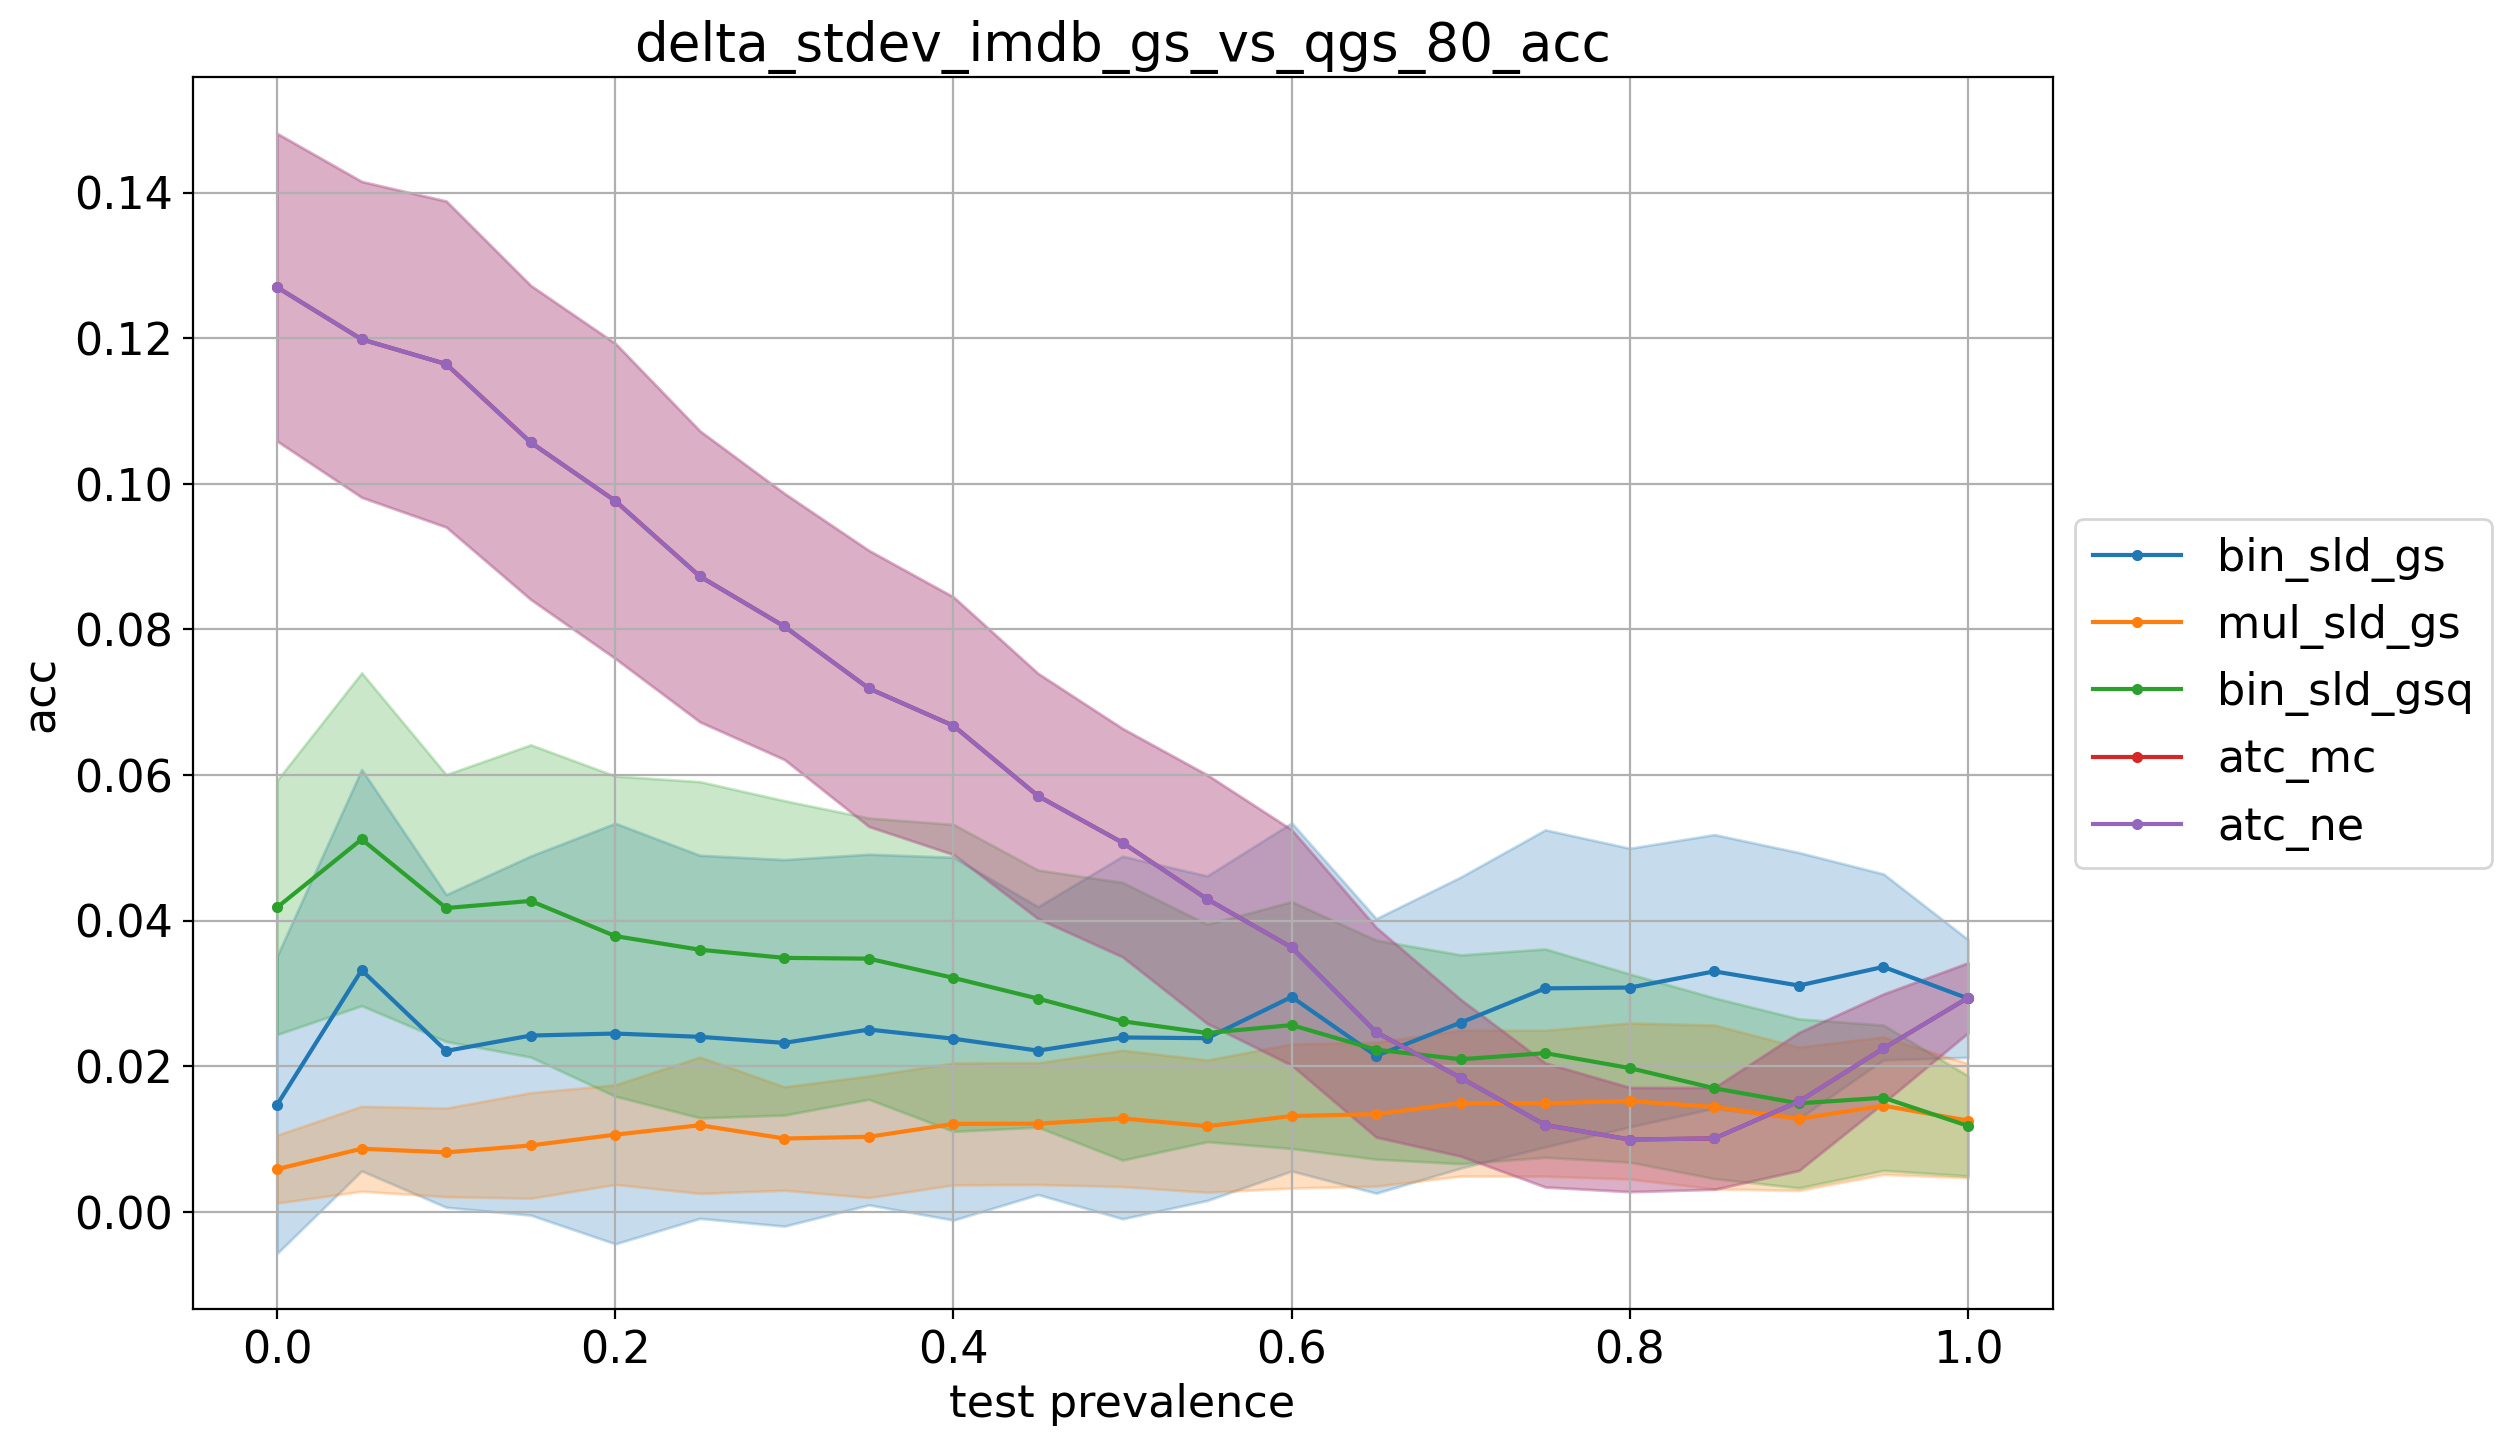 delta_stdev_imdb_gs_vs_qgs_80_acc
0.14
0.12
0.10
0.08
0.06
0.04
0.02
0.00
acc
0.0 0.2 0.4 0.6 0.8 1.0
test prevalence
bin_sld_gs
mul_sld_gs
bin_sld_gsq
atc_mc
atc_ne